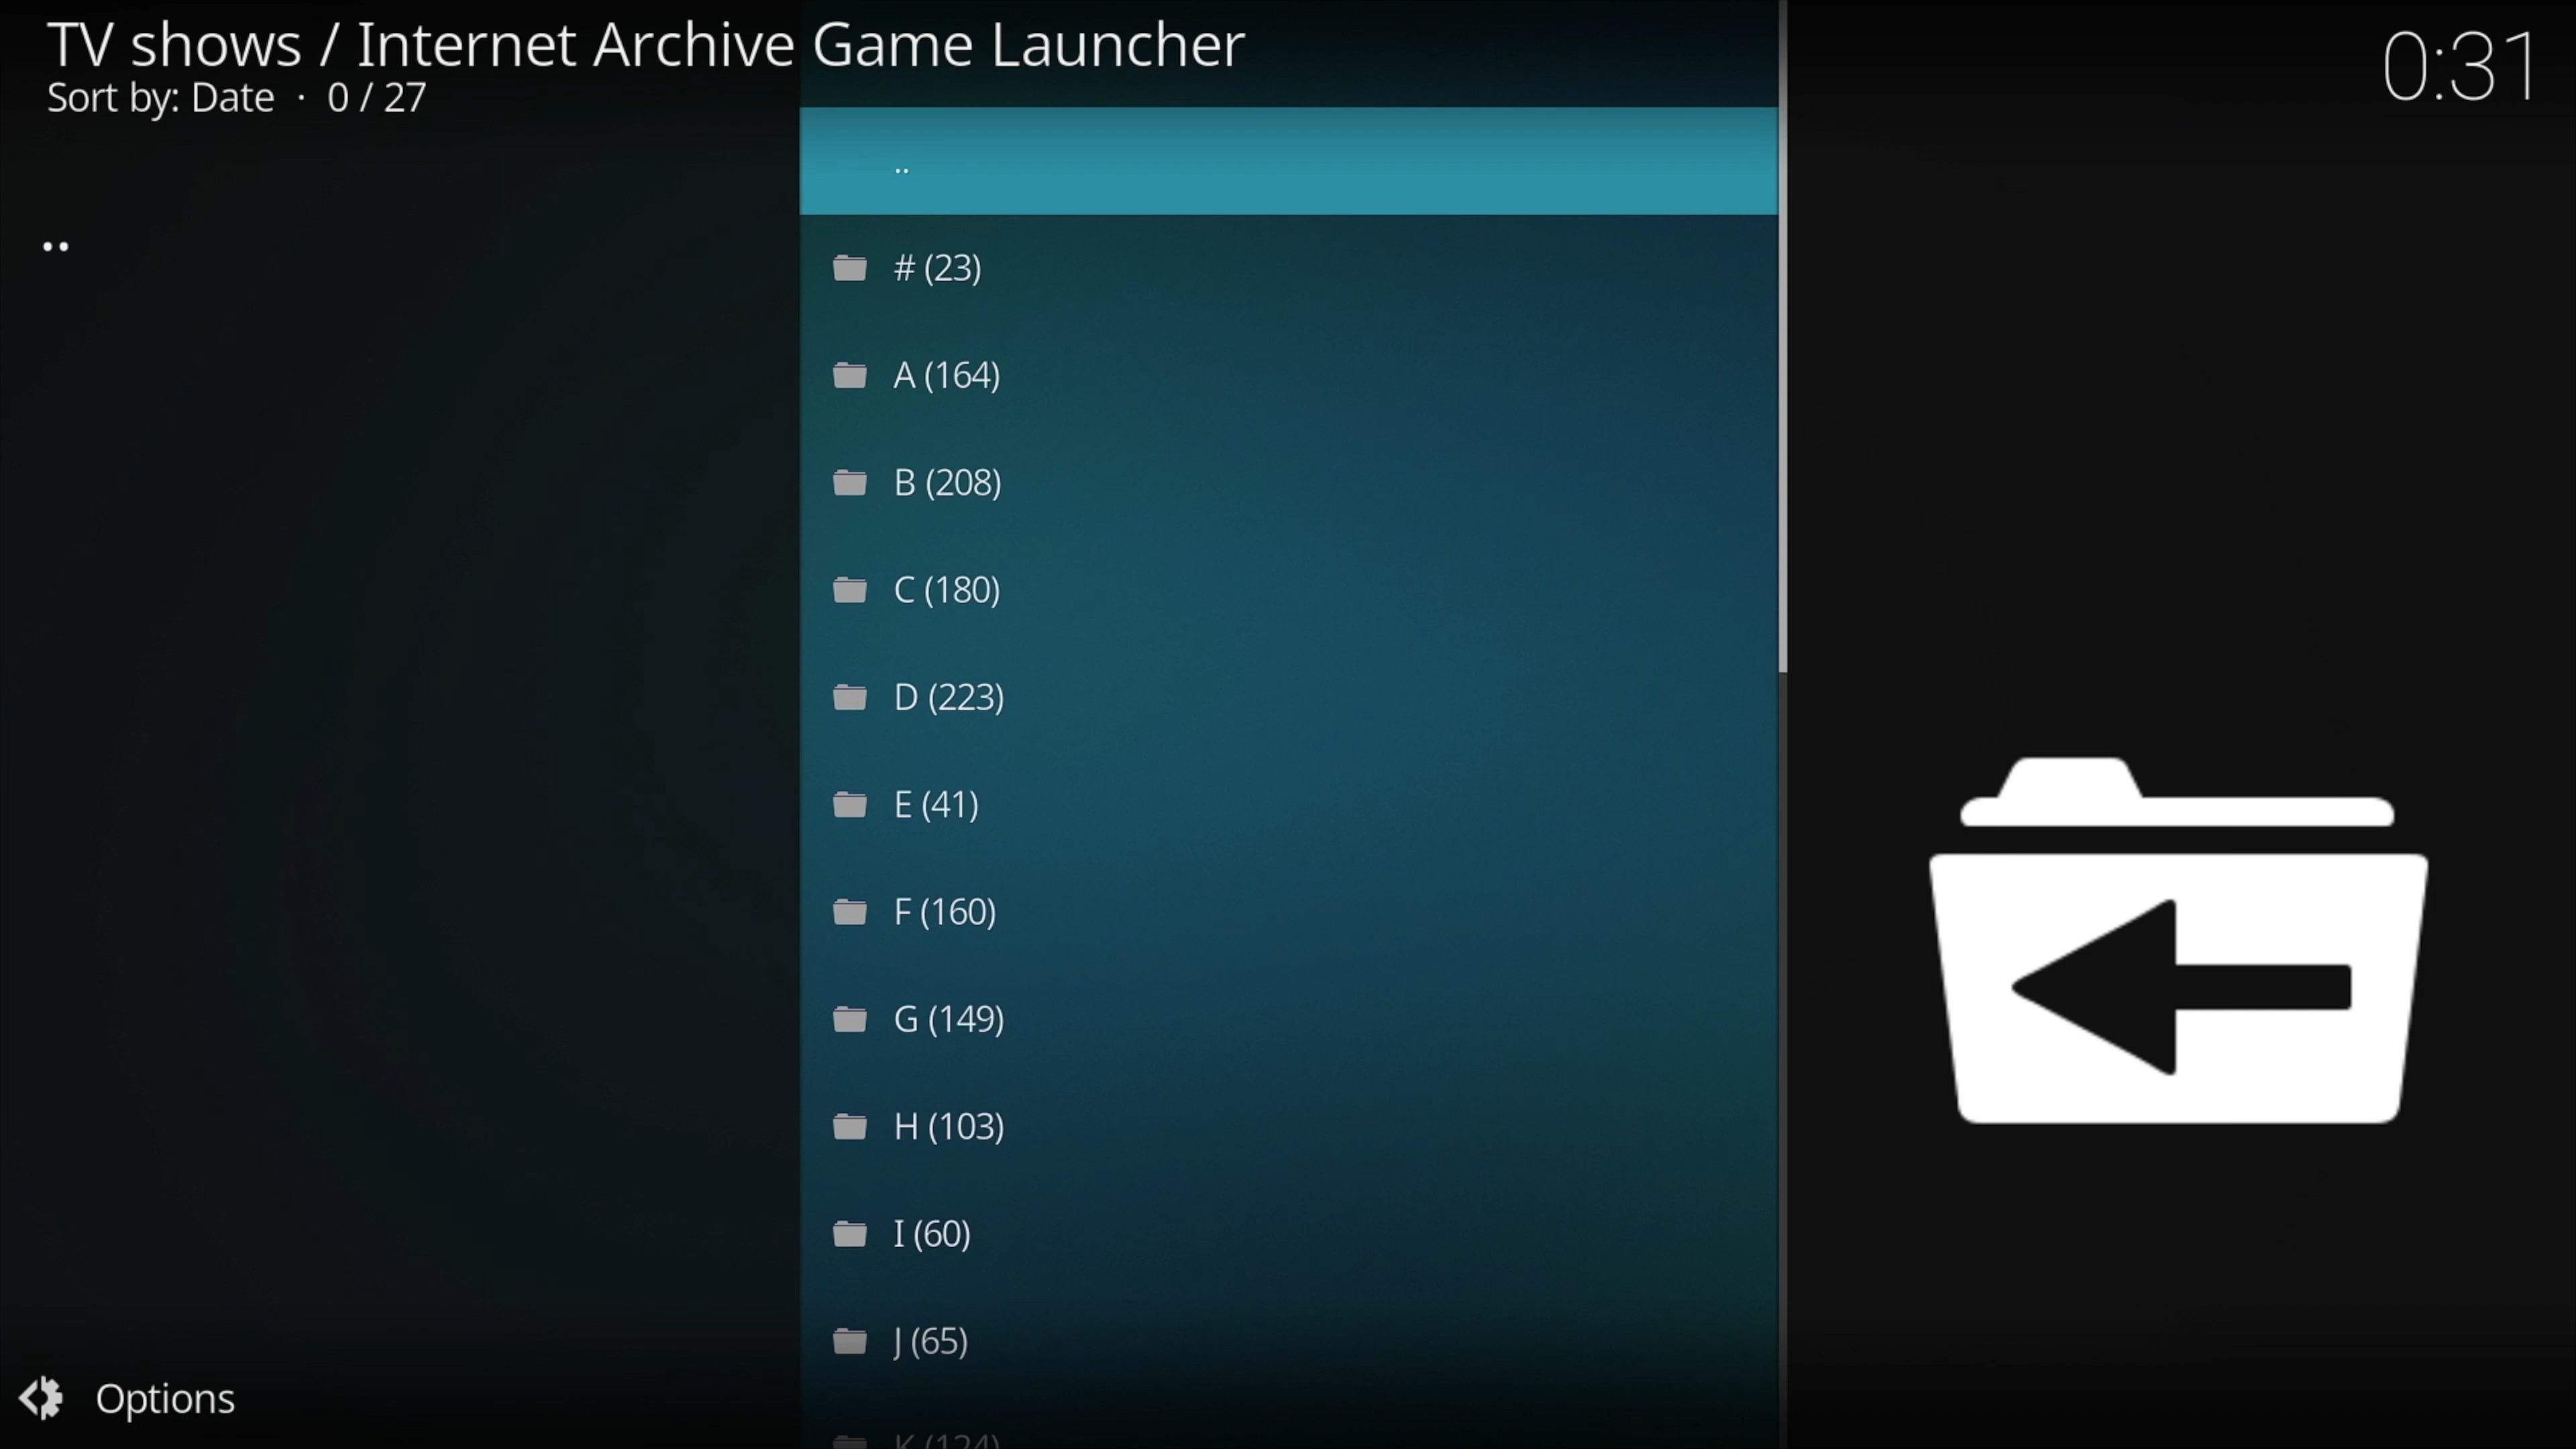 TV shows / Internet Archive Game Launcher
Sort by: Date · 0 / 27
0:31
..
..
# (23)
A (164)
B (208)
C (180)
D (223)
E (41)
F (160)
G (149)
H (103)
I (60)
J (65)
K (124)
Options